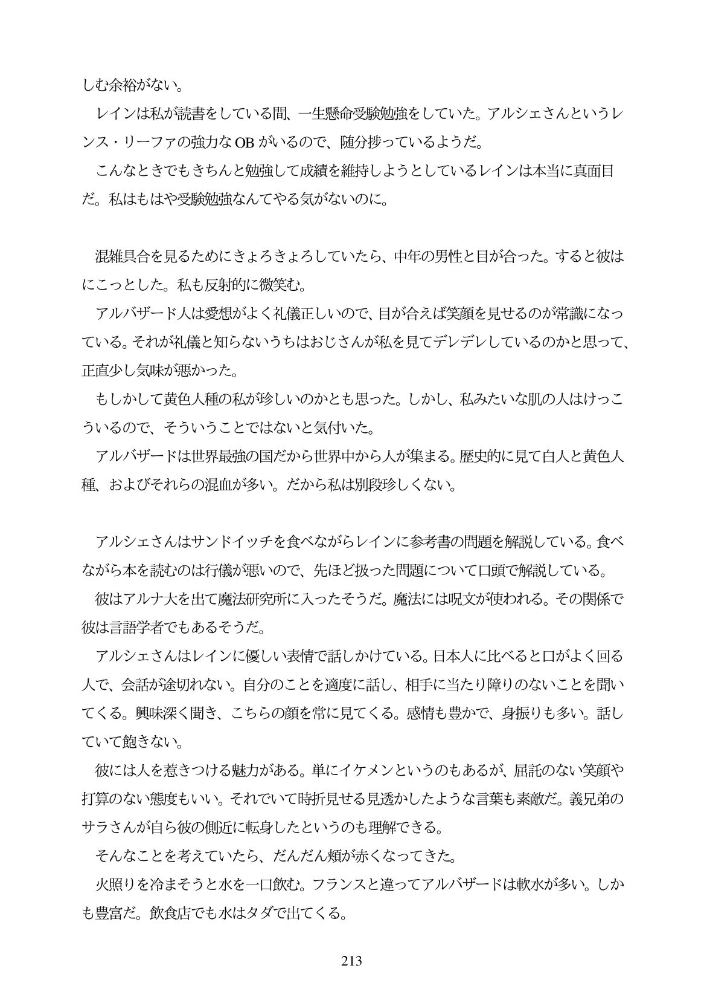 しむ余裕がない。
　レインは私が読書をしている間、一生懸命受験勉強をしていた。アルシェさんというレ
ンス・リーファの強力な OB がいるので、随分捗っているようだ。
　こんなときでもきちんと勉強して成績を維持しようとしているレインは本当に真面目
だ。私はもはや受験勉強なんてやる気がないのに。
　混雑具合を見るためにきょろきょろしていたら、中年の男性と目が合った。すると彼は
にこっとした。私も反射的に微笑む。
　アルバザード人は愛想がよく礼儀正しいので、目が合えば笑顔を見せるのが常識になっ
ている。それが礼儀と知らないうちはおじさんが私を見てデレデレしているのかと思って、
正直少し気味が悪かった。
　もしかして黄色人種の私が珍しいのかとも思った。しかし、私みたいな肌の人はけっこ
ういるので、そういうことではないと気付いた。
　アルバザードは世界最強の国だから世界中から人が集まる。歴史的に見て白人と黄色人
種、およびそれらの混血が多い。だから私は別段珍しくない。
　アルシェさんはサンドイッチを食べながらレインに参考書の問題を解説している。食べ
ながら本を読むのは行儀が悪いので、先ほど扱った問題について口頭で解説している。
　彼はアルナ大を出て魔法研究所に入ったそうだ。魔法には呪文が使われる。その関係で
彼は言語学者でもあるそうだ。
　アルシェさんはレインに優しい表情で話しかけている。日本人に比べると口がよく回る
人で、会話が途切れない。自分のことを適度に話し、相手に当たり障りのないことを聞い
てくる。興味深く聞き、こちらの顔を常に見てくる。感情も豊かで、身振りも多い。話し
ていて飽きない。
　彼には人を惹きつける魅力がある。単にイケメンというのもあるが、屈託のない笑顔や
打算のない態度もいい。それでいて時折見せる見透かしたような言葉も素敵だ。義兄弟の
サラさんが自ら彼の側近に転身したというのも理解できる。
　そんなことを考えていたら、だんだん頬が赤くなってきた。
　火照りを冷まそうと水を一口飲む。フランスと違ってアルバザードは軟水が多い。しか
も豊富だ。飲食店でも水はタダで出てくる。
213